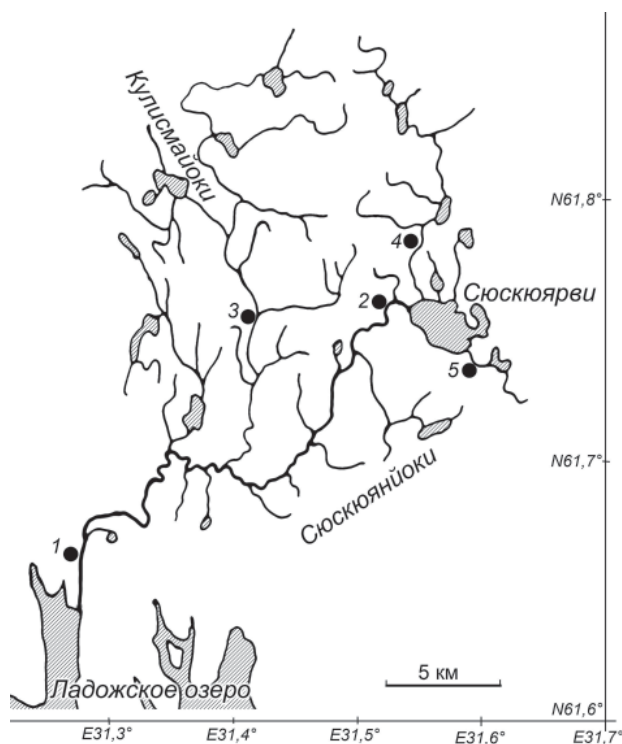 Кулисмайоки
N61,8°
4
Сюскюярви
2
3
5
N61,7°
Сюскюянйоки
1
5 км
Ладожское озеро
N61,6°
E31,3°
E31,4°
E31,5°
E31,6°
E31,7°